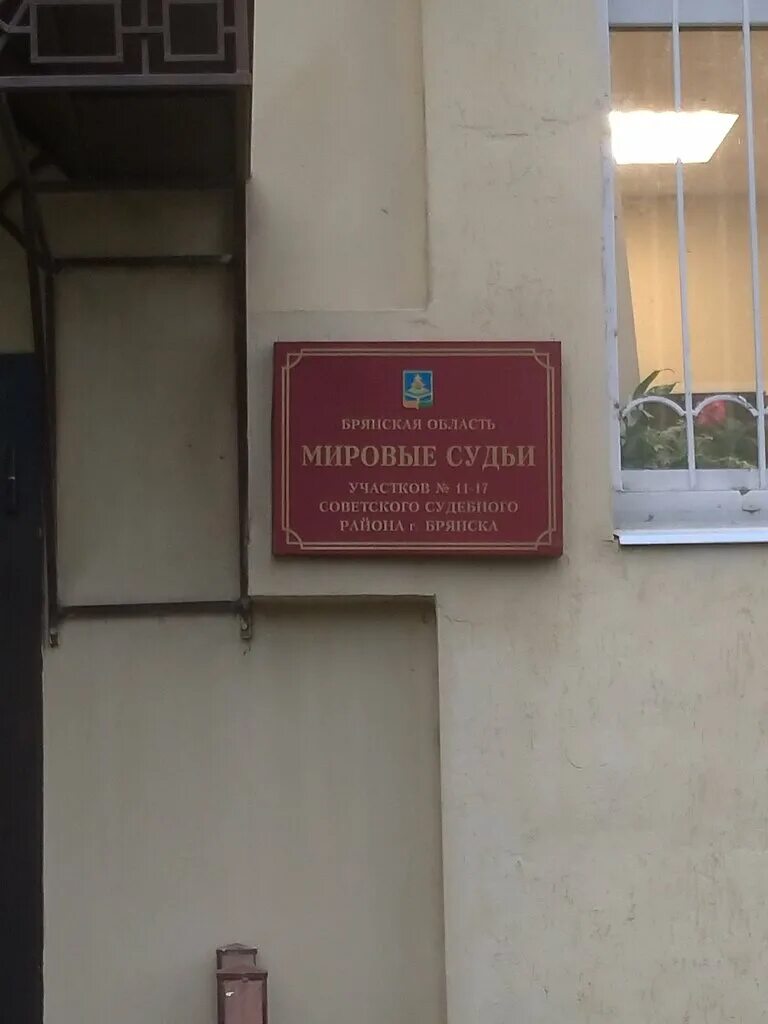 БРЯНСКАЯ ОБЛАСТЬ
МИРОВЫЕ СУДЬИ
УЧАСТКОВ № 11-17
СОВЕТСКОГО СУДЕБНОГО
РАЙОНА г. БРЯНСКА